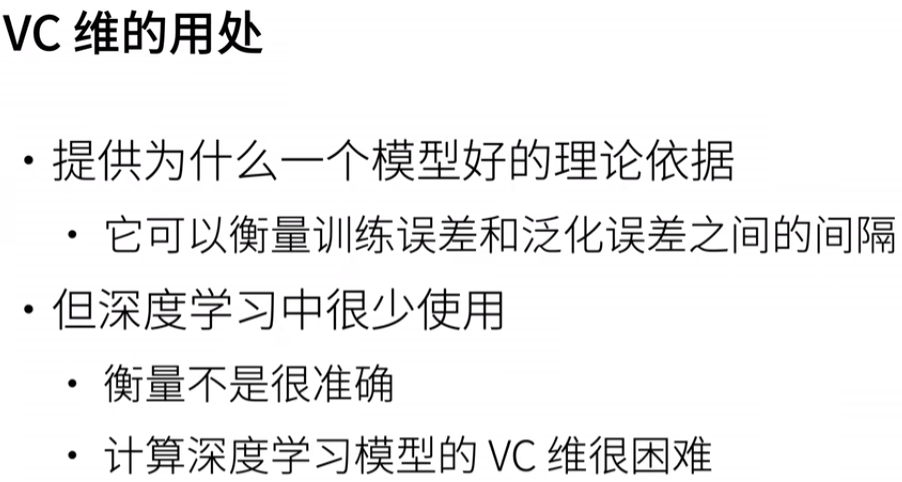 VC 维的用处
• 提供为什么一个模型好的理论依据
• 它可以衡量训练误差和泛化误差之间的间隔
• 但深度学习中很少使用
• 衡量不是很准确
• 计算深度学习模型的 VC 维很困难